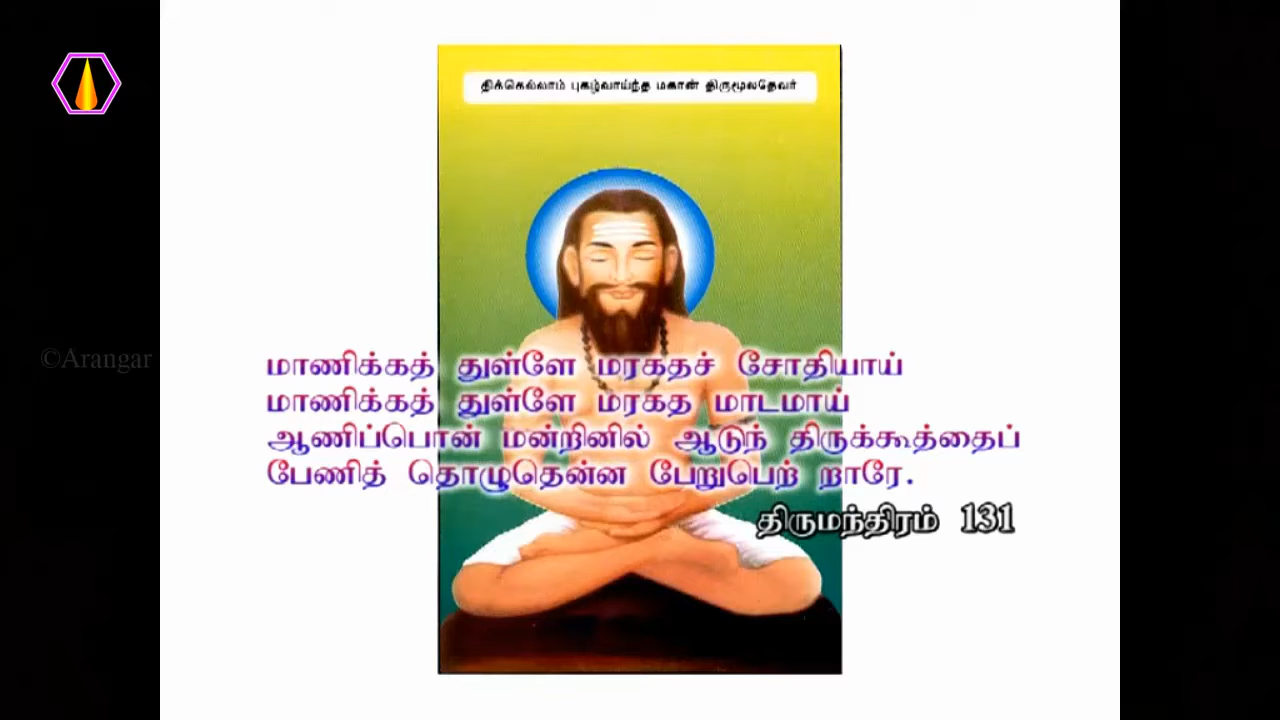 திக்கெல்லாம் புகழ்வாய்ந்த மகான் திருமூலதேவர்
©Arangar
மாணிக்கத் துள்ளே மரகதச் சோதியாய்
மாணிக்கத் துள்ளே மரகத மாடமாய்
ஆணிப்பொன் மன்றினில் ஆடுந் திருக்கூத்தைப்
பேணித் தொழுதென்ன பேறுபெற் றாரே.
திருமந்திரம் 131